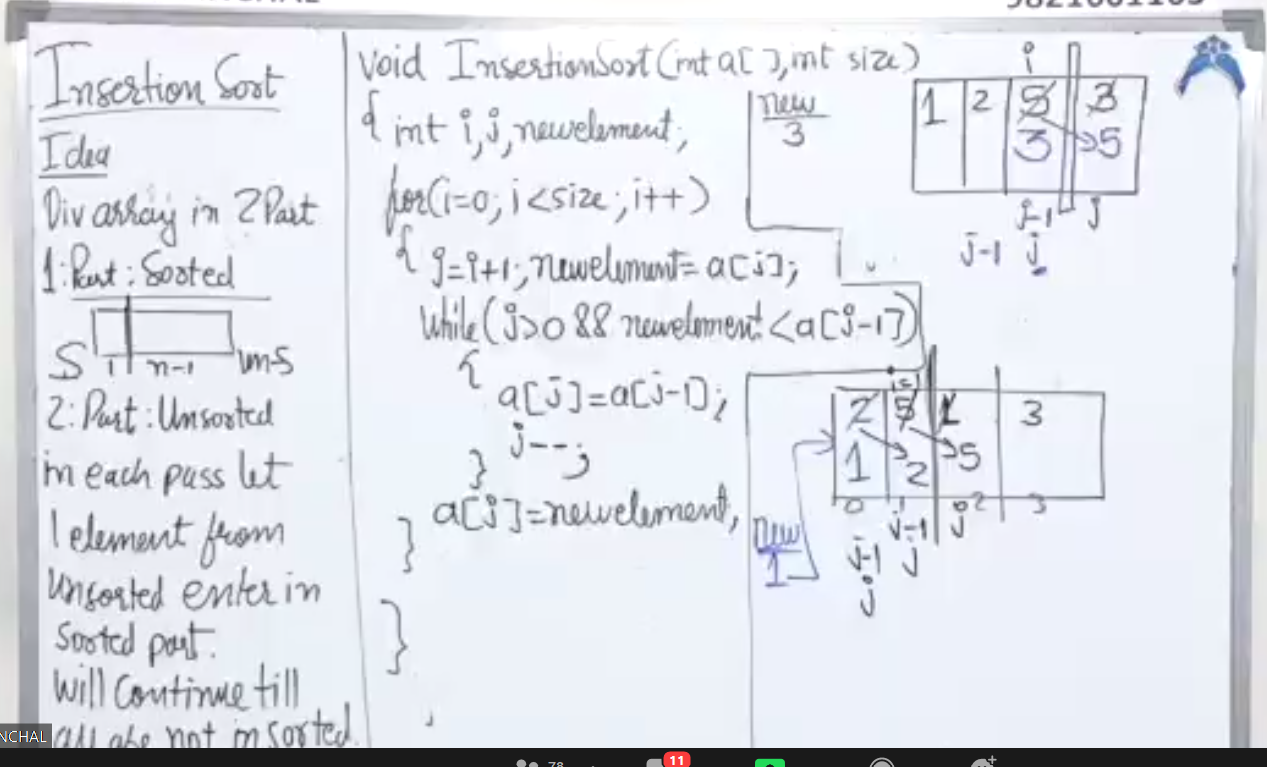 Insertion Sort
Idea
Div array in 2 Part
1: Part: Sorted
S 1 n-1 un-S
2: Part: Unsorted
in each pass let
1 element from
unsorted enter in
sorted part.
Will Continue till
all are not in sorted.
void InsertionSort(int a[ ], int size)
{ int i, j, newelement;
for(i=0; i<size; i++)
{ j=i+1; newelement= a[j];
While(j>0 && newelement <a[j-1])
{
a[j]=a[j-1];
j--;
}
a[j]=newelement,
}
}
new
3
i
1 2 5 3
3 5
j-1 j
j-1 j
2 5 1 3
1 2 5
0 1 2 3
j-1 j
j-1 j
j
new
1
NCHAL
78
11